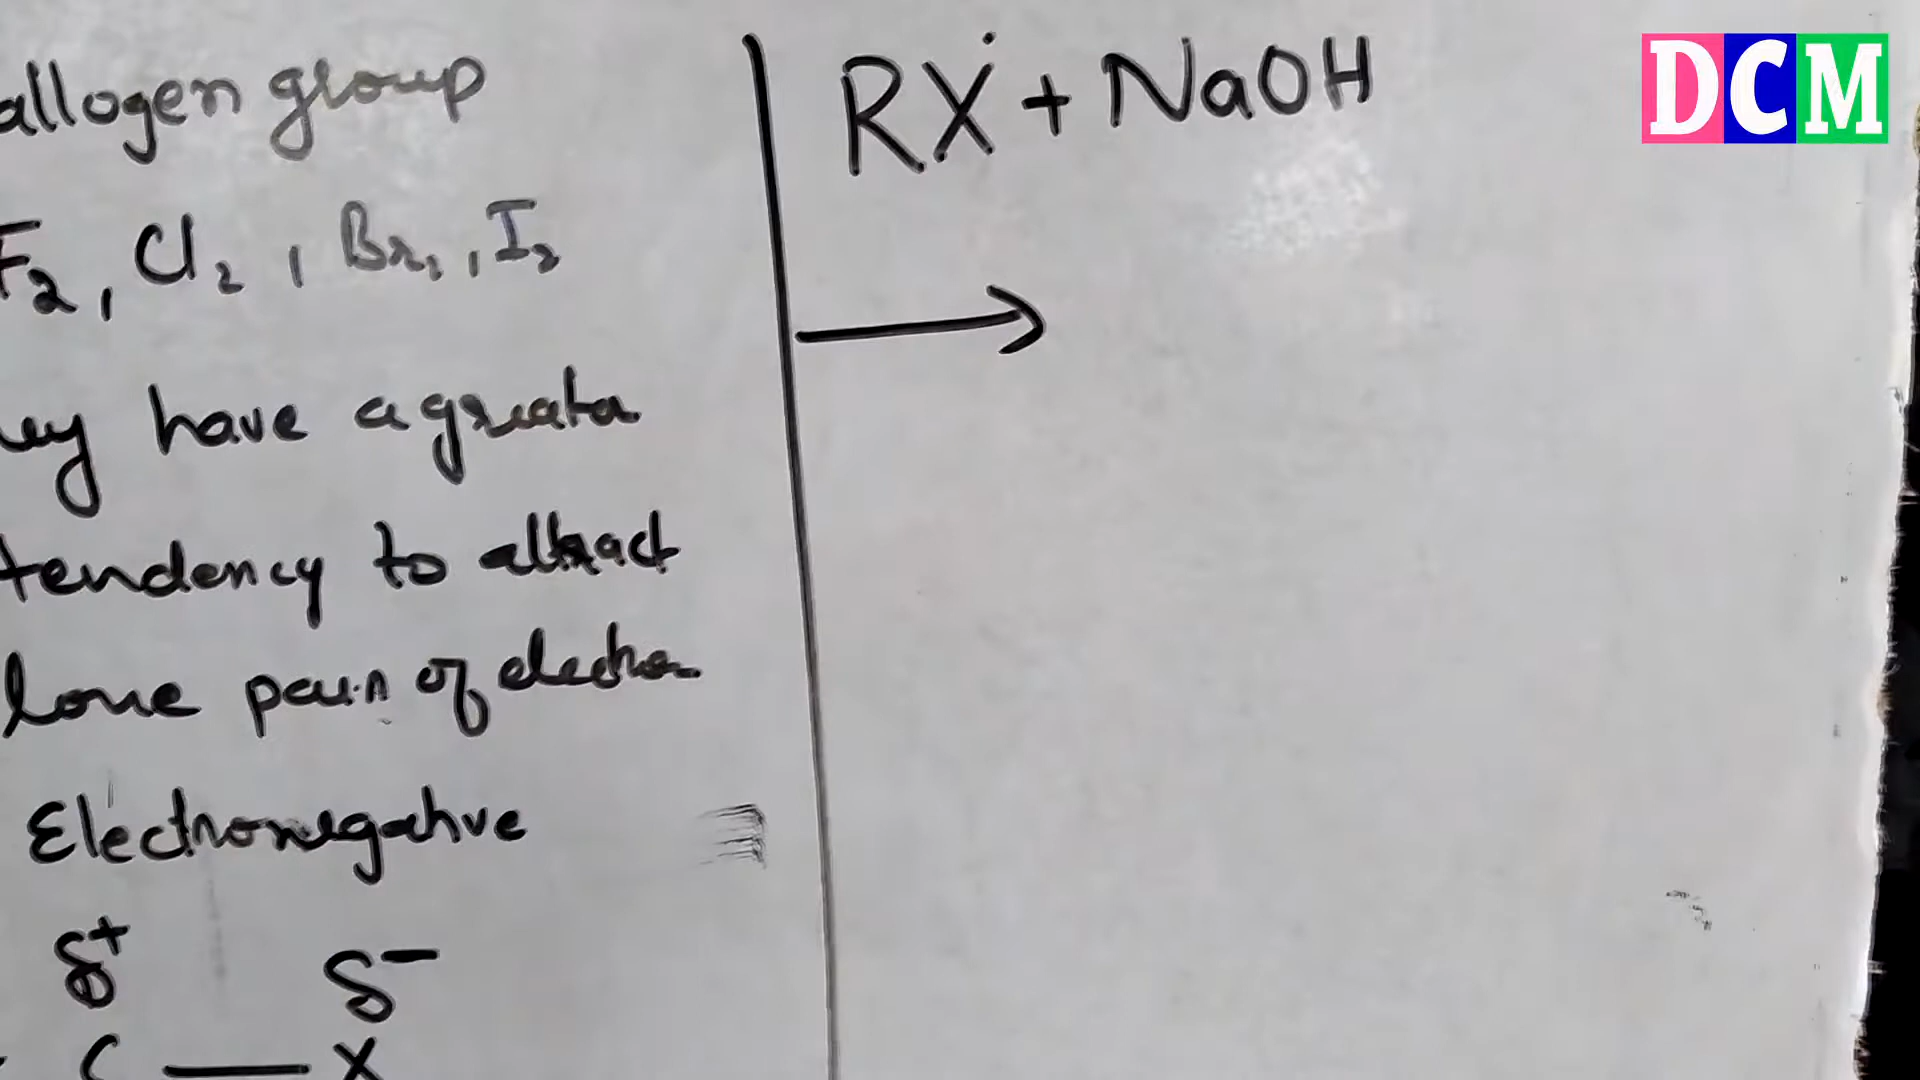 allogen group
F₂, Cl₂, Br₂, I₂
ey have a greater
tendency to attract
lone pair of electron
Electronegative
δ⁺ δ⁻
C — X
RX + NaOH
→
DCM